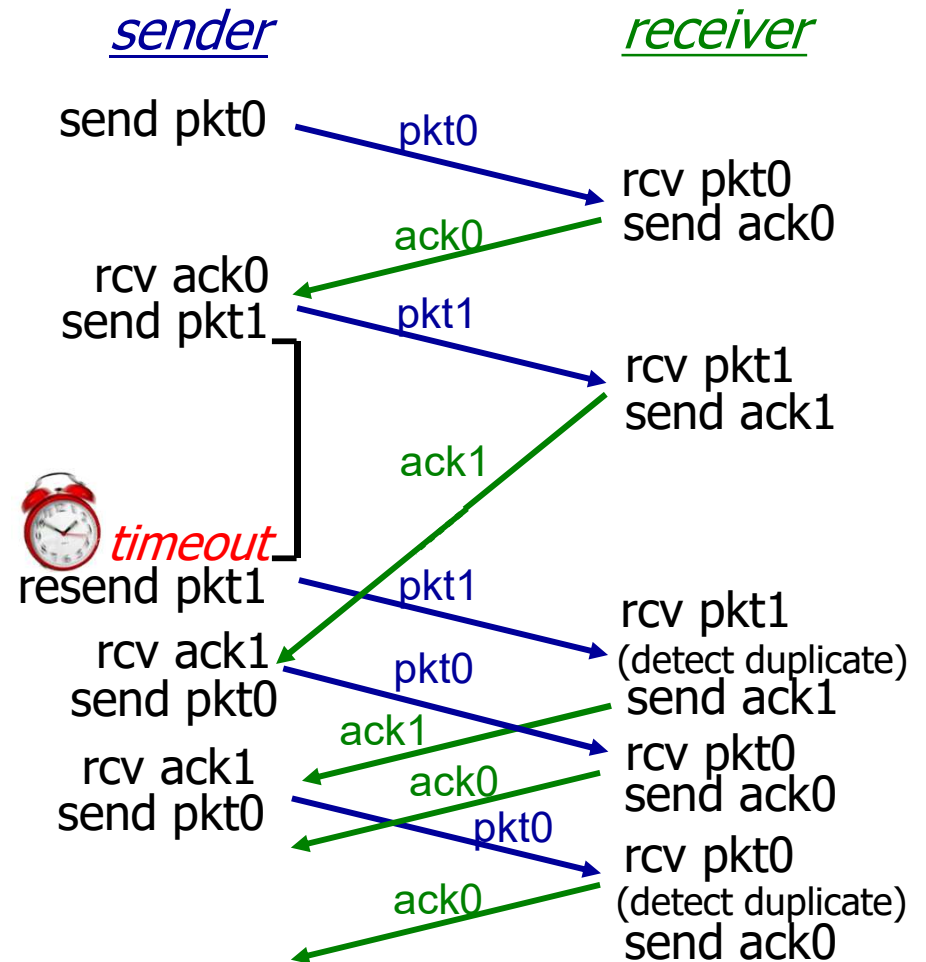 sender
receiver
send pkt0
pkt0
rcv pkt0
send ack0
ack0
rcv ack0
send pkt1
pkt1
rcv pkt1
send ack1
ack1
timeout
resend pkt1
pkt1
rcv pkt1
(detect duplicate)
send ack1
rcv ack1
send pkt0
pkt0
ack1
rcv pkt0
send ack0
rcv ack1
send pkt0
ack0
pkt0
rcv pkt0
(detect duplicate)
send ack0
ack0